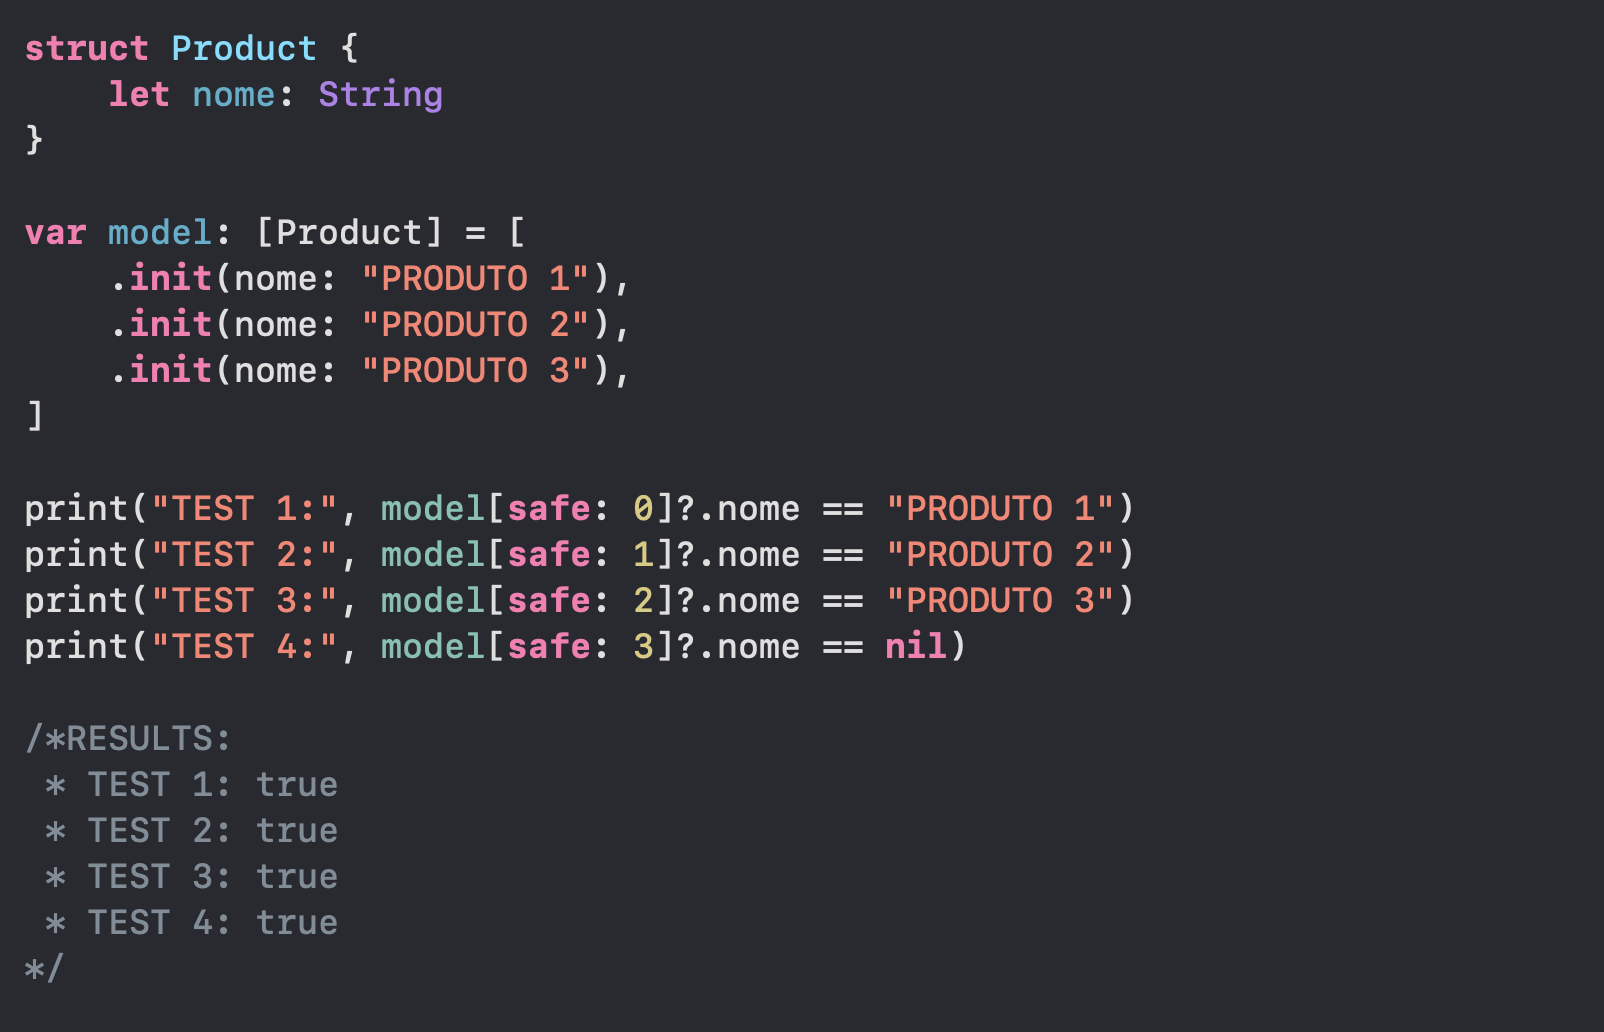 struct Product {
    let nome: String
}

var model: [Product] = [
    .init(nome: "PRODUTO 1"),
    .init(nome: "PRODUTO 2"),
    .init(nome: "PRODUTO 3"),
]

print("TEST 1:", model[safe: 0]?.nome == "PRODUTO 1")
print("TEST 2:", model[safe: 1]?.nome == "PRODUTO 2")
print("TEST 3:", model[safe: 2]?.nome == "PRODUTO 3")
print("TEST 4:", model[safe: 3]?.nome == nil)

/*RESULTS:
 * TEST 1: true
 * TEST 2: true
 * TEST 3: true
 * TEST 4: true
*/